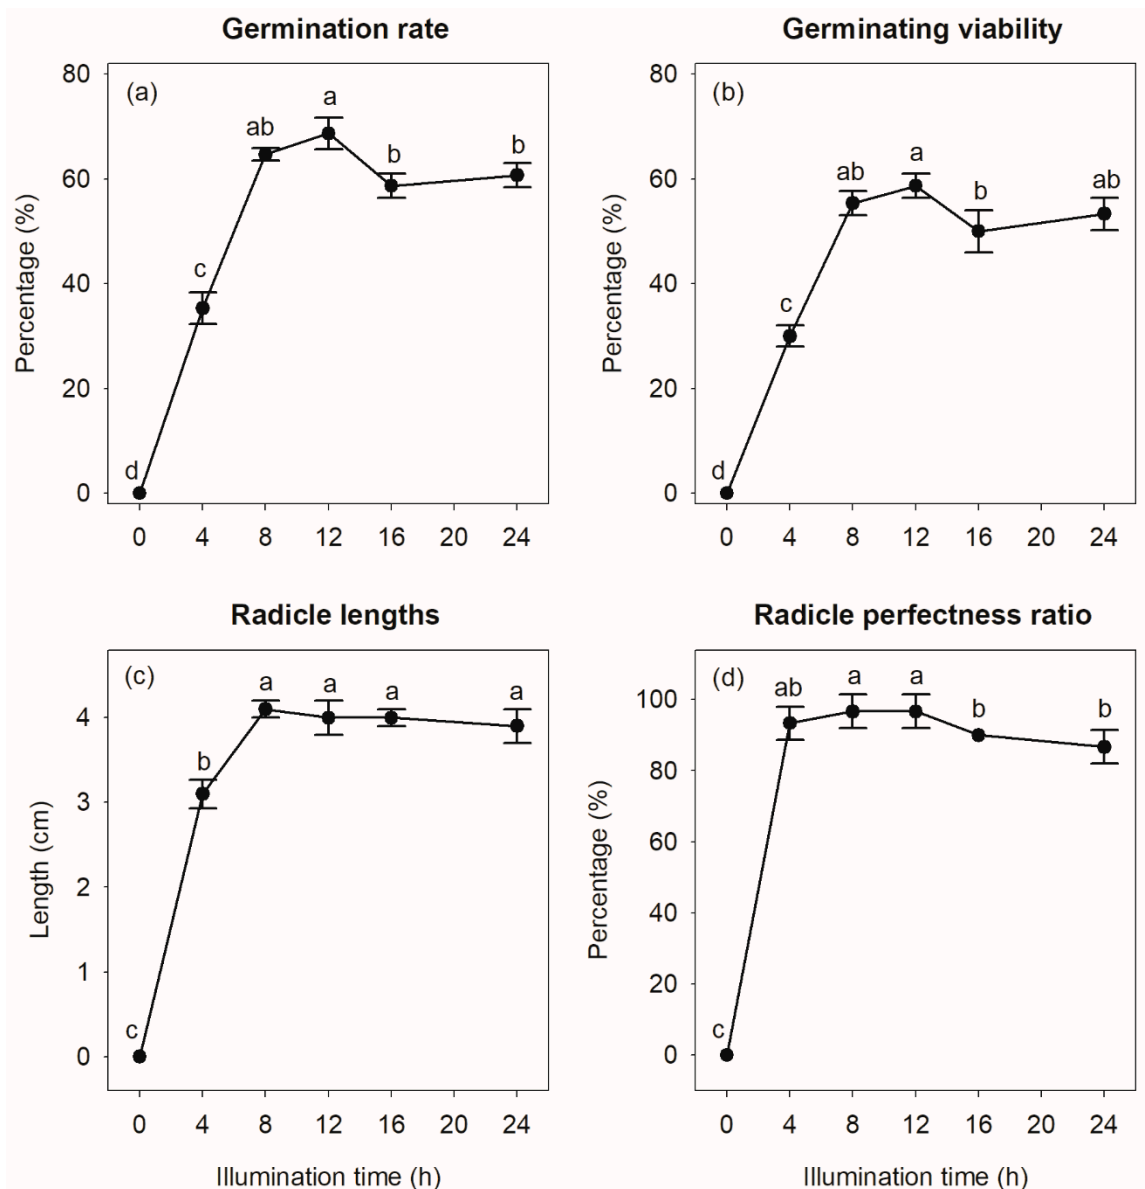 Germination rate
Germinating viability
(a)
(b)
80
60
40
20
0
Percentage (%)
d
c
ab
a
b
b
0 4 8 12 16 20 24
80
60
40
20
0
Percentage (%)
d
c
ab
a
b
ab
0 4 8 12 16 20 24
Radicle lengths
Radicle perfectness ratio
(c)
(d)
4
3
2
1
0
Length (cm)
c
b
a
a
a
a
0 4 8 12 16 20 24
Illumination time (h)
100
80
60
40
20
0
Percentage (%)
c
ab
a
a
b
b
0 4 8 12 16 20 24
Illumination time (h)